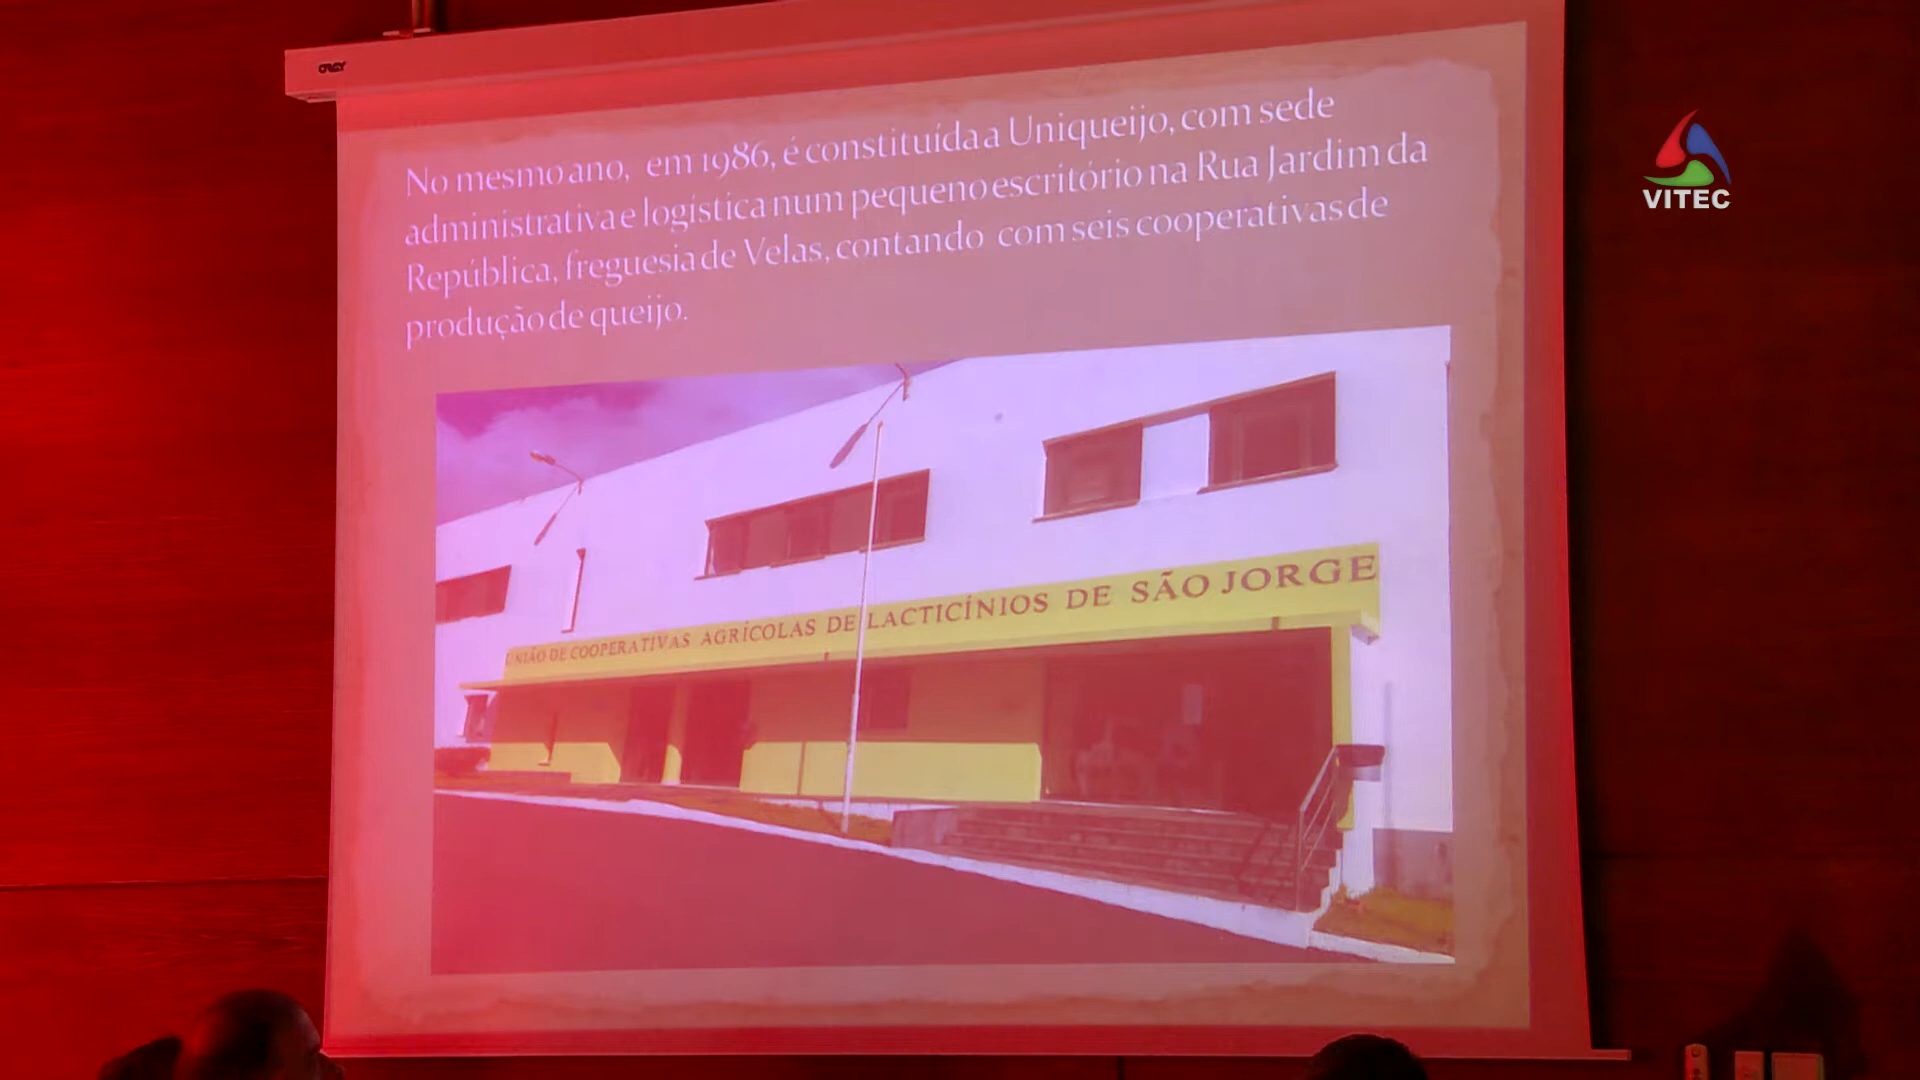 ORAY
No mesmo ano, em 1986, é constituída a Uniqueijo, com sede
administrativa e logística num pequeno escritório na Rua Jardim da
República, freguesia de Velas, contando com seis cooperativas de
produção de queijo.
VITEC
UNIÃO DE COOPERATIVAS AGRÍCOLAS DE LACTICÍNIOS DE SÃO JORGE